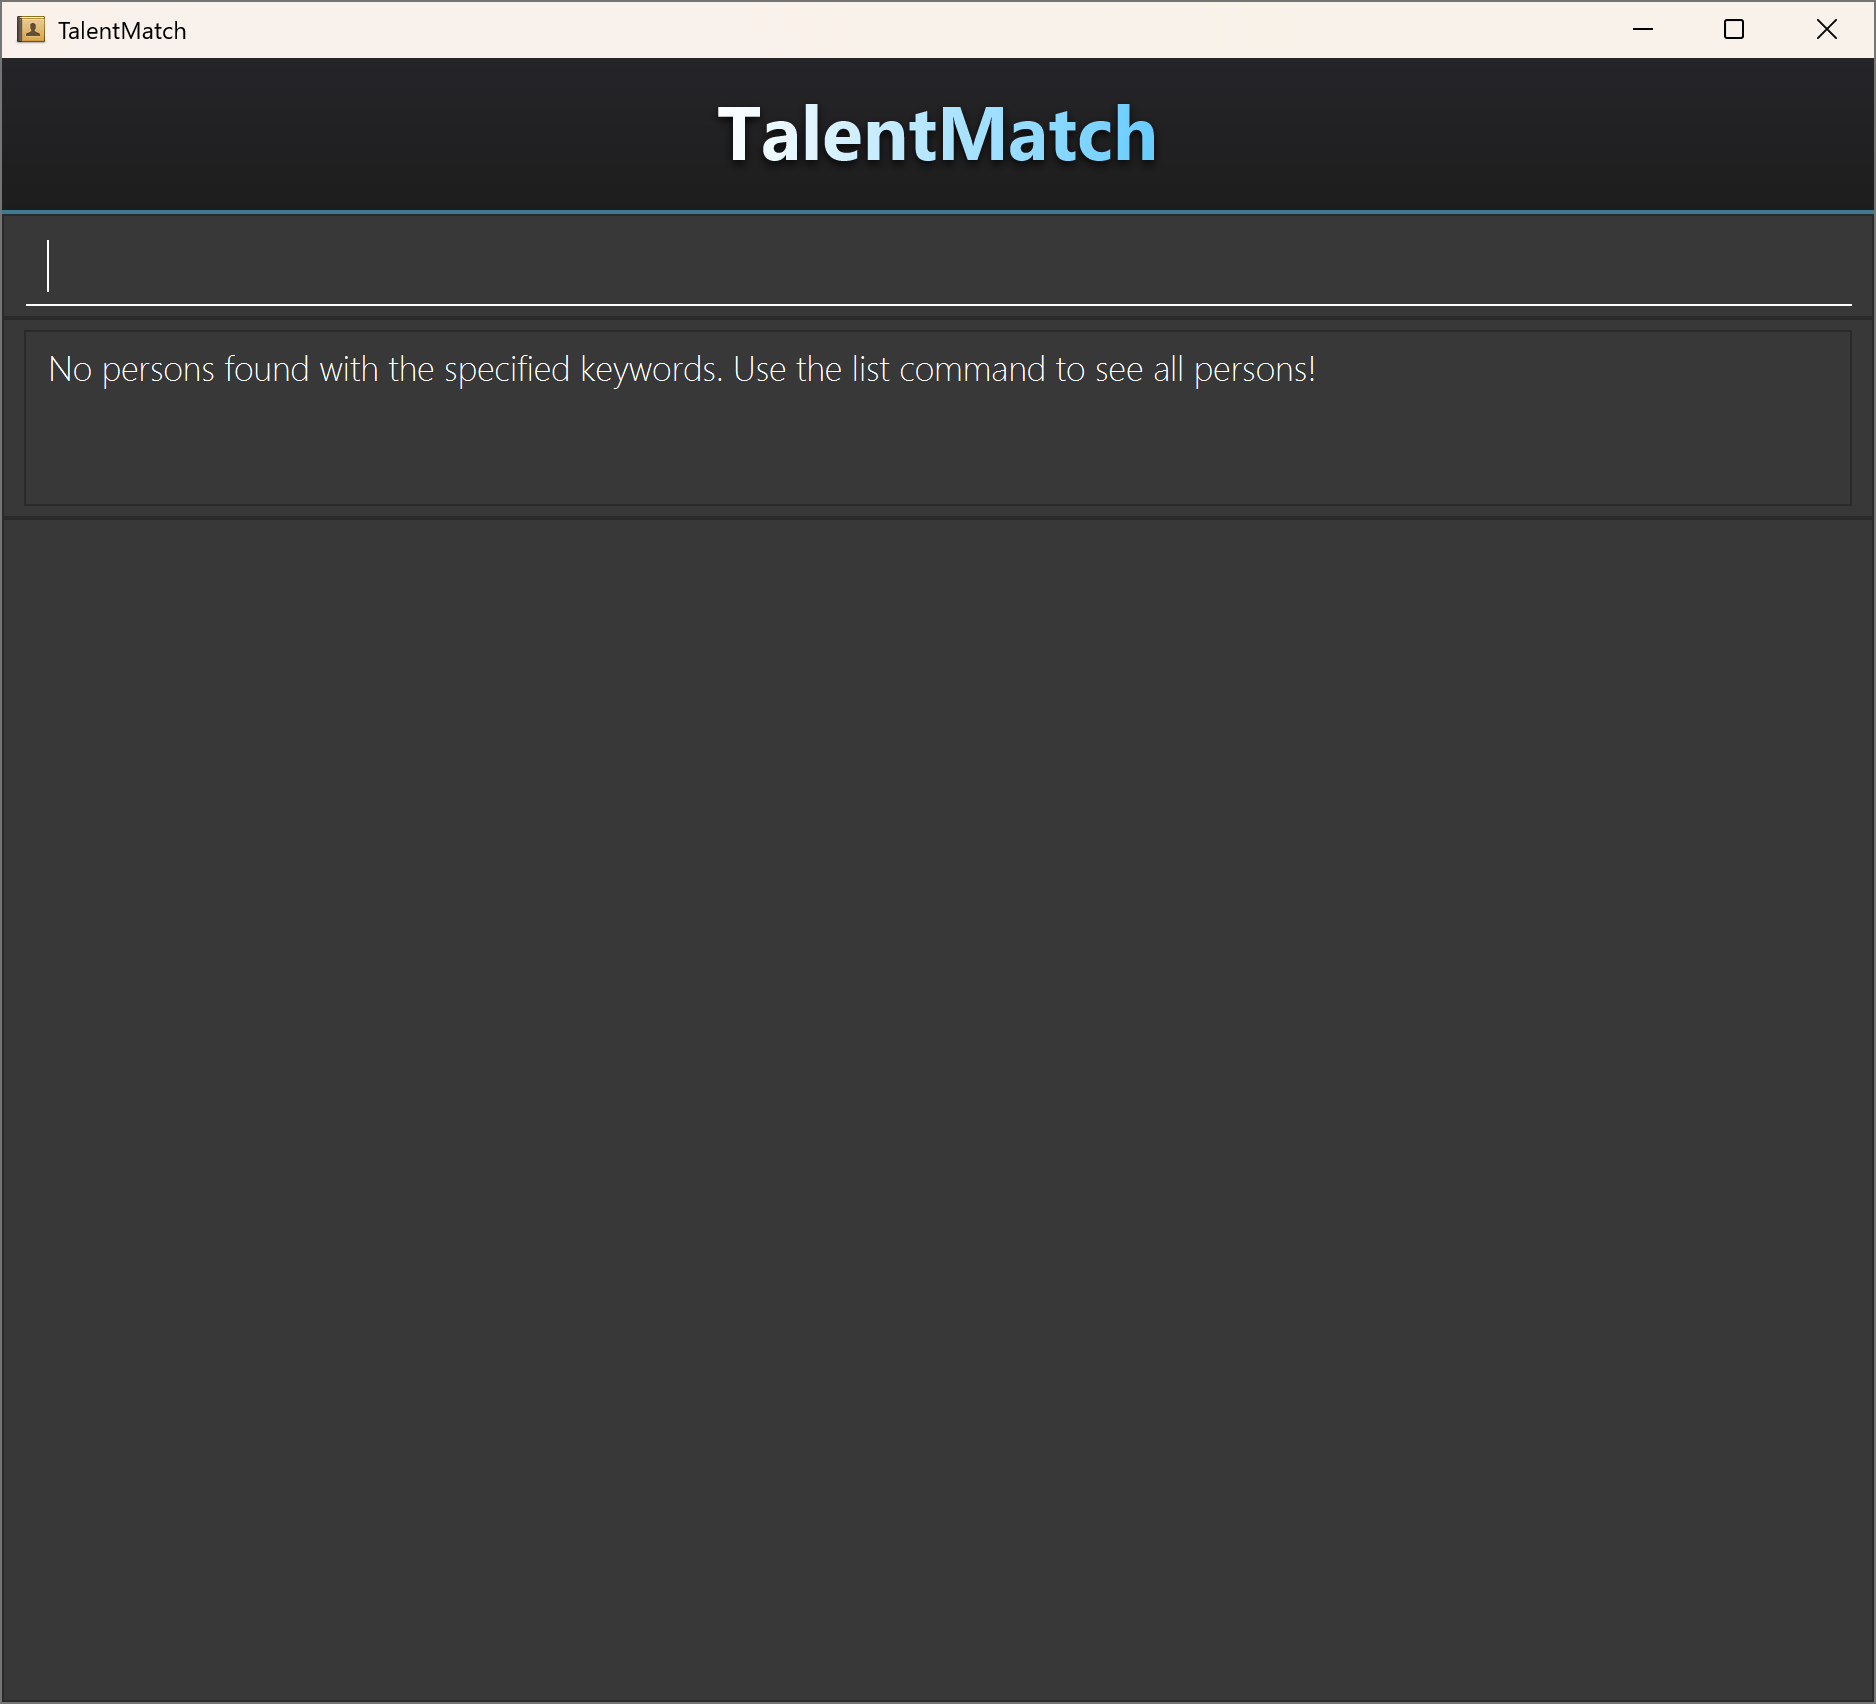 TalentMatch
TalentMatch
No persons found with the specified keywords. Use the list command to see all persons!